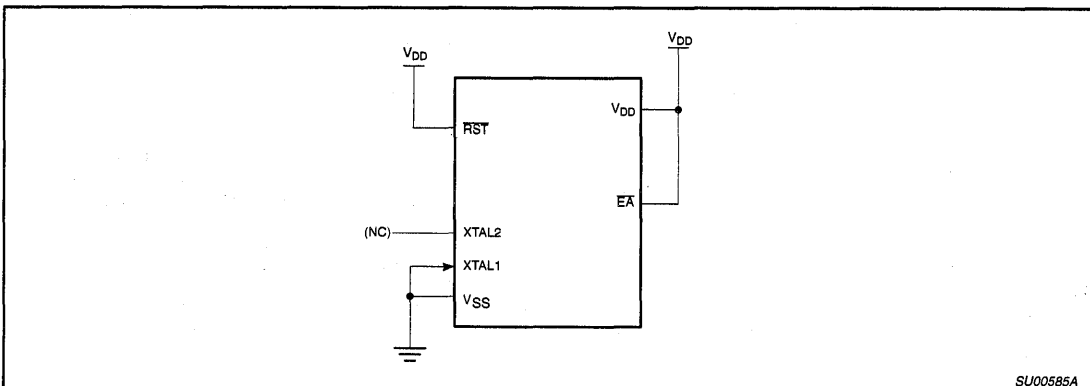 VDD
VDD
VDD
RST
EA
(NC)
XTAL2
XTAL1
VSS
SU00585A